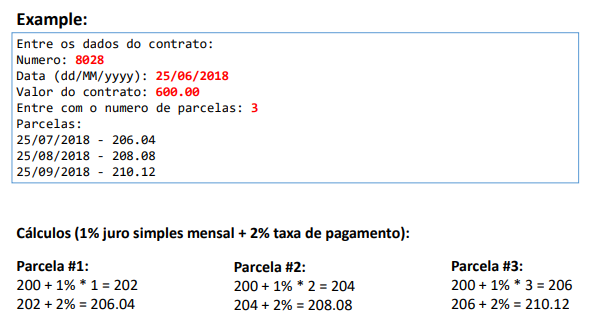 Example:
Entre os dados do contrato:
Numero: 8028
Data (dd/MM/yyyy): 25/06/2018
Valor do contrato: 600.00
Entre com o numero de parcelas: 3
Parcelas:
25/07/2018 - 206.04
25/08/2018 - 208.08
25/09/2018 - 210.12
Cálculos (1% juro simples mensal + 2% taxa de pagamento):
Parcela #1:
200 + 1% * 1 = 202
202 + 2% = 206.04
Parcela #2:
200 + 1% * 2 = 204
204 + 2% = 208.08
Parcela #3:
200 + 1% * 3 = 206
206 + 2% = 210.12